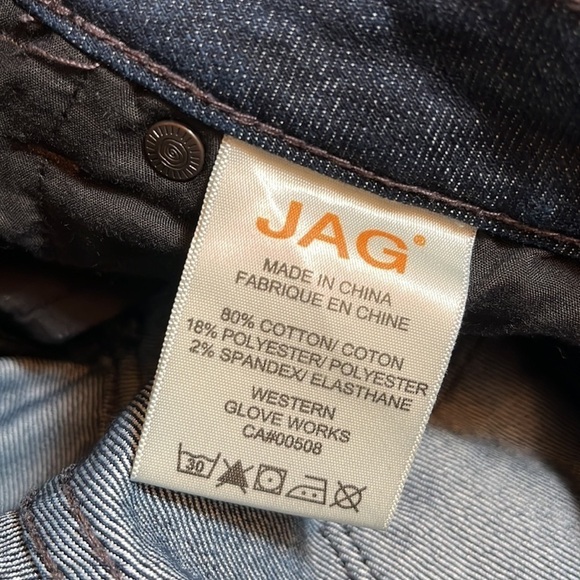 JAG®
MADE IN CHINA
FABRIQUE EN CHINE
80% COTTON/ COTON
18% POLYESTER/ POLYESTER
2% SPANDEX/ ELASTHANE
WESTERN
GLOVE WORKS
CA#00508
30